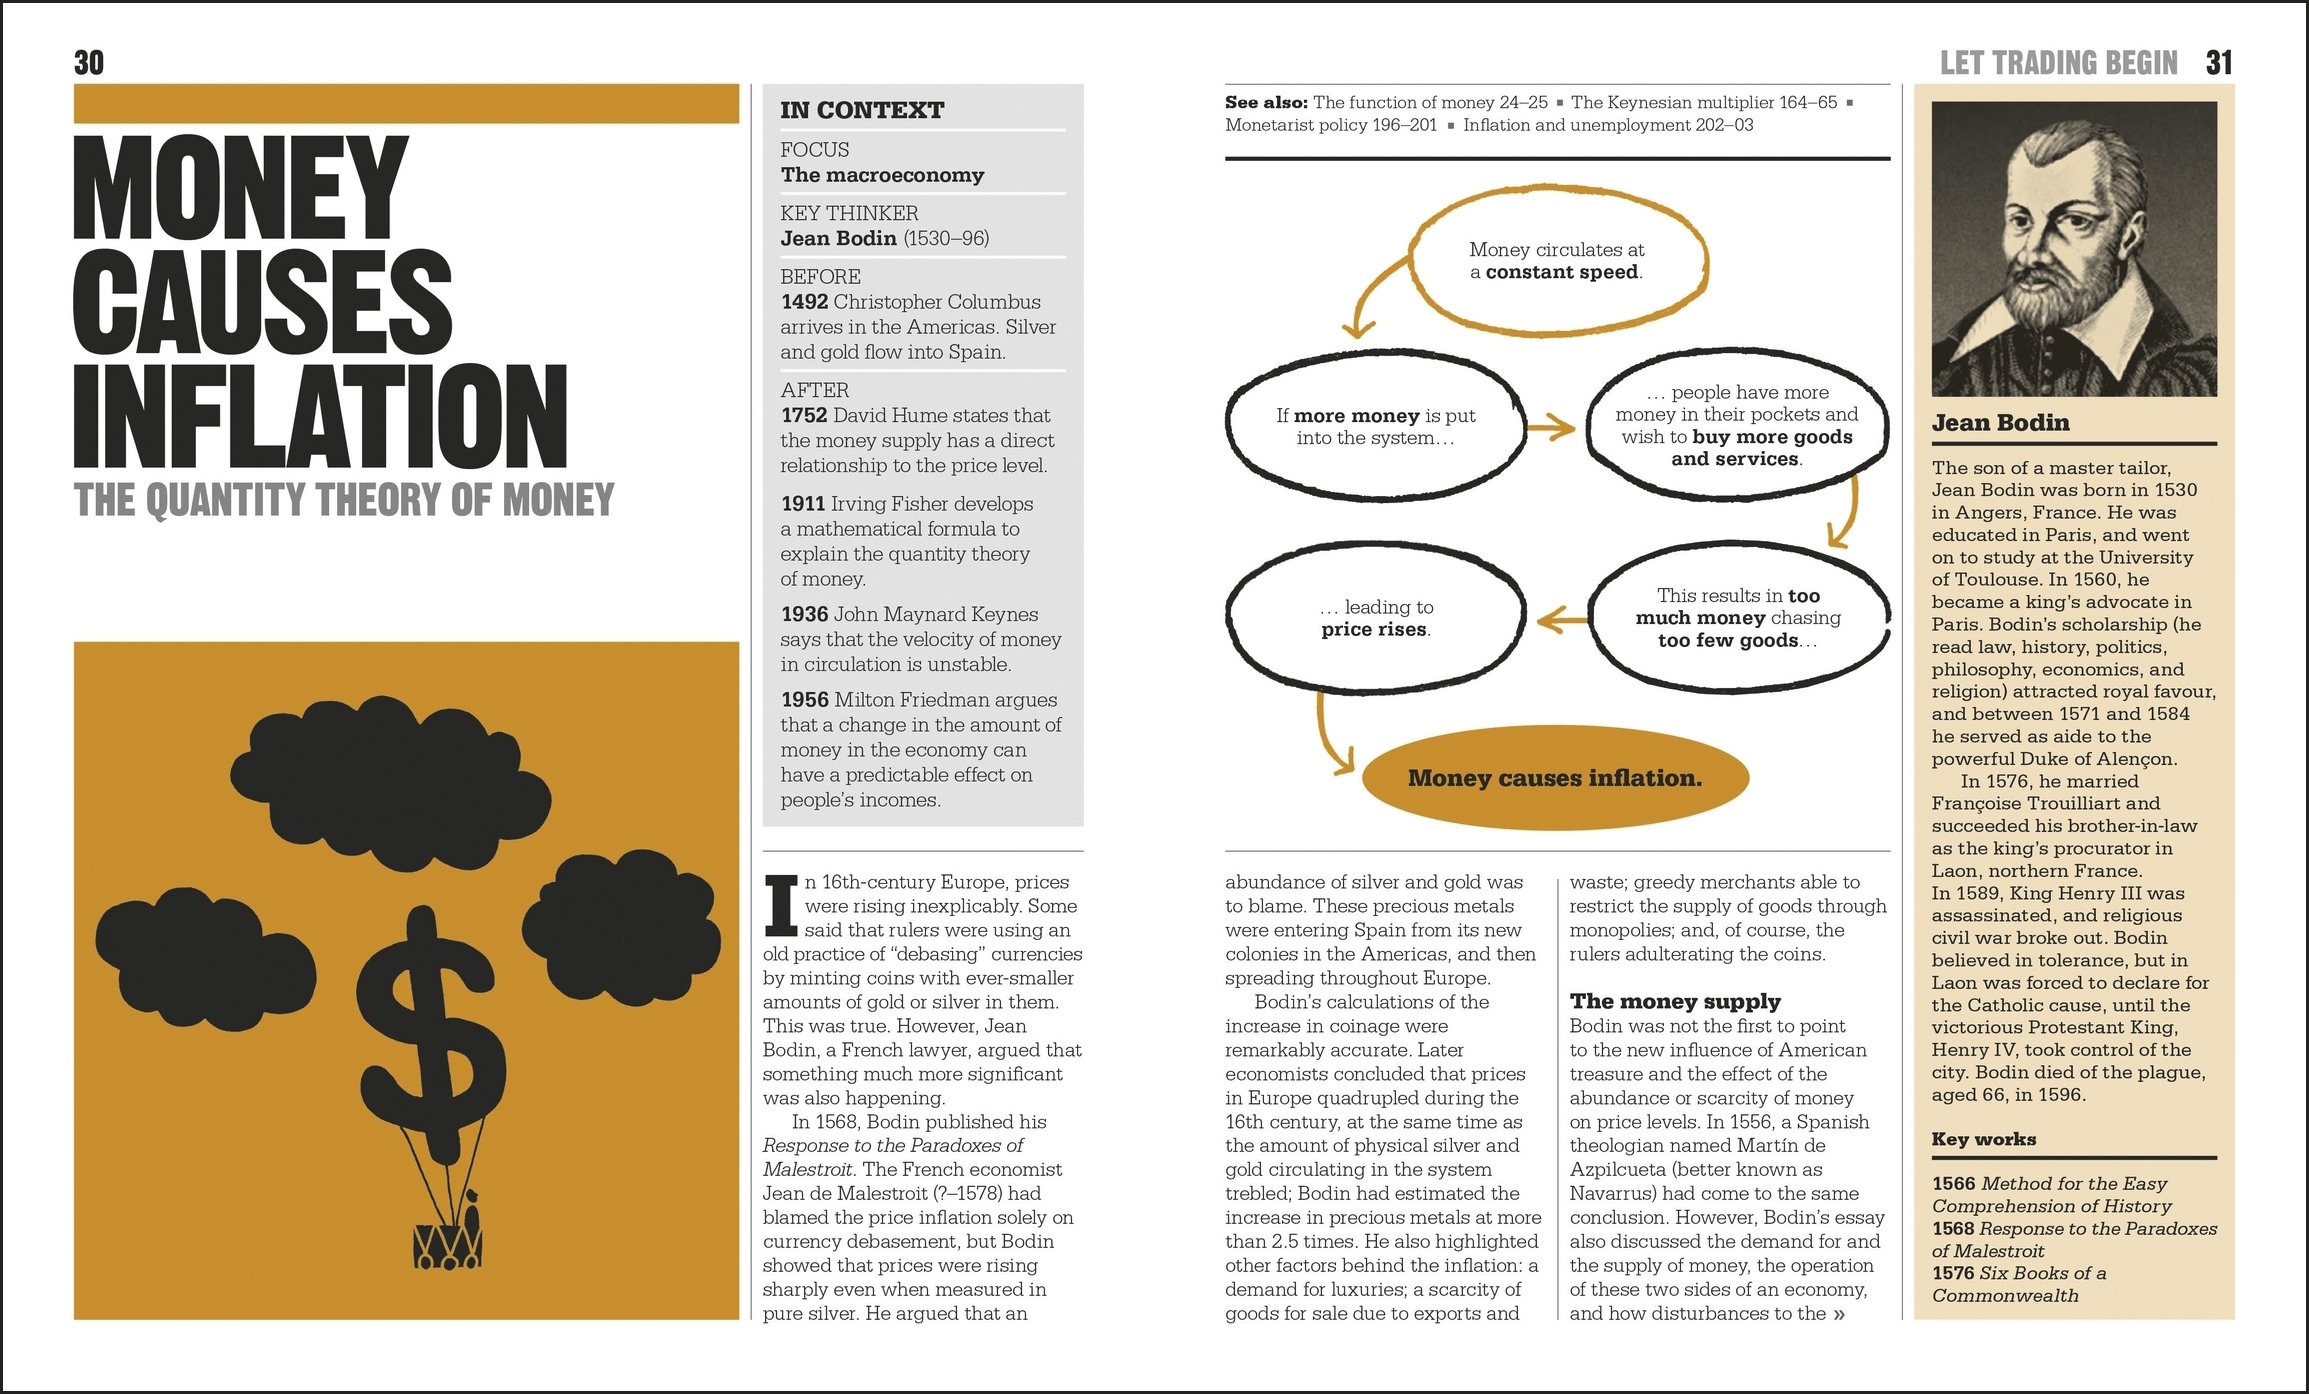 30
MONEY
CAUSES
INFLATION
THE QUANTITY THEORY OF MONEY
IN CONTEXT
FOCUS
The macroeconomy
KEY THINKER
Jean Bodin (1530–96)
BEFORE
1492 Christopher Columbus
arrives in the Americas. Silver
and gold flow into Spain.
AFTER
1752 David Hume states that
the money supply has a direct
relationship to the price level.
1911 Irving Fisher develops
a mathematical formula to
explain the quantity theory
of money.
1936 John Maynard Keynes
says that the velocity of money
in circulation is unstable.
1956 Milton Friedman argues
that a change in the amount of
money in the economy can
have a predictable effect on
people’s incomes.
In 16th-century Europe, prices
were rising inexplicably. Some
said that rulers were using an
old practice of “debasing” currencies
by minting coins with ever-smaller
amounts of gold or silver in them.
This was true. However, Jean
Bodin, a French lawyer, argued that
something much more significant
was also happening.
In 1568, Bodin published his
Response to the Paradoxes of
Malestroit. The French economist
Jean de Malestroit (?–1578) had
blamed the price inflation solely on
currency debasement, but Bodin
showed that prices were rising
sharply even when measured in
pure silver. He argued that an
LET TRADING BEGIN 31
See also: The function of money 24–25 ■ The Keynesian multiplier 164–65 ■
Monetarist policy 196–201 ■ Inflation and unemployment 202–03
Money circulates at
a constant speed.
If more money is put
into the system…
… people have more
money in their pockets and
wish to buy more goods
and services.
This results in too
much money chasing
too few goods…
… leading to
price rises.
Money causes inflation.
abundance of silver and gold was
to blame. These precious metals
were entering Spain from its new
colonies in the Americas, and then
spreading throughout Europe.
Bodin’s calculations of the
increase in coinage were
remarkably accurate. Later
economists concluded that prices
in Europe quadrupled during the
16th century, at the same time as
the amount of physical silver and
gold circulating in the system
trebled; Bodin had estimated the
increase in precious metals at more
than 2.5 times. He also highlighted
other factors behind the inflation: a
demand for luxuries; a scarcity of
goods for sale due to exports and
waste; greedy merchants able to
restrict the supply of goods through
monopolies; and, of course, the
rulers adulterating the coins.
The money supply
Bodin was not the first to point
to the new influence of American
treasure and the effect of the
abundance or scarcity of money
on price levels. In 1556, a Spanish
theologian named Martín de
Azpilcueta (better known as
Navarrus) had come to the same
conclusion. However, Bodin’s essay
also discussed the demand for and
the supply of money, the operation
of these two sides of an economy,
and how disturbances to the »
Jean Bodin
The son of a master tailor,
Jean Bodin was born in 1530
in Angers, France. He was
educated in Paris, and went
on to study at the University
of Toulouse. In 1560, he
became a king’s advocate in
Paris. Bodin’s scholarship (he
read law, history, politics,
philosophy, economics, and
religion) attracted royal favour,
and between 1571 and 1584
he served as aide to the
powerful Duke of Alençon.
In 1576, he married
Françoise Trouilliart and
succeeded his brother-in-law
as the king’s procurator in
Laon, northern France.
In 1589, King Henry III was
assassinated, and religious
civil war broke out. Bodin
believed in tolerance, but in
Laon was forced to declare for
the Catholic cause, until the
victorious Protestant King,
Henry IV, took control of the
city. Bodin died of the plague,
aged 66, in 1596.
Key works
1566 Method for the Easy
Comprehension of History
1568 Response to the Paradoxes
of Malestroit
1576 Six Books of a
Commonwealth